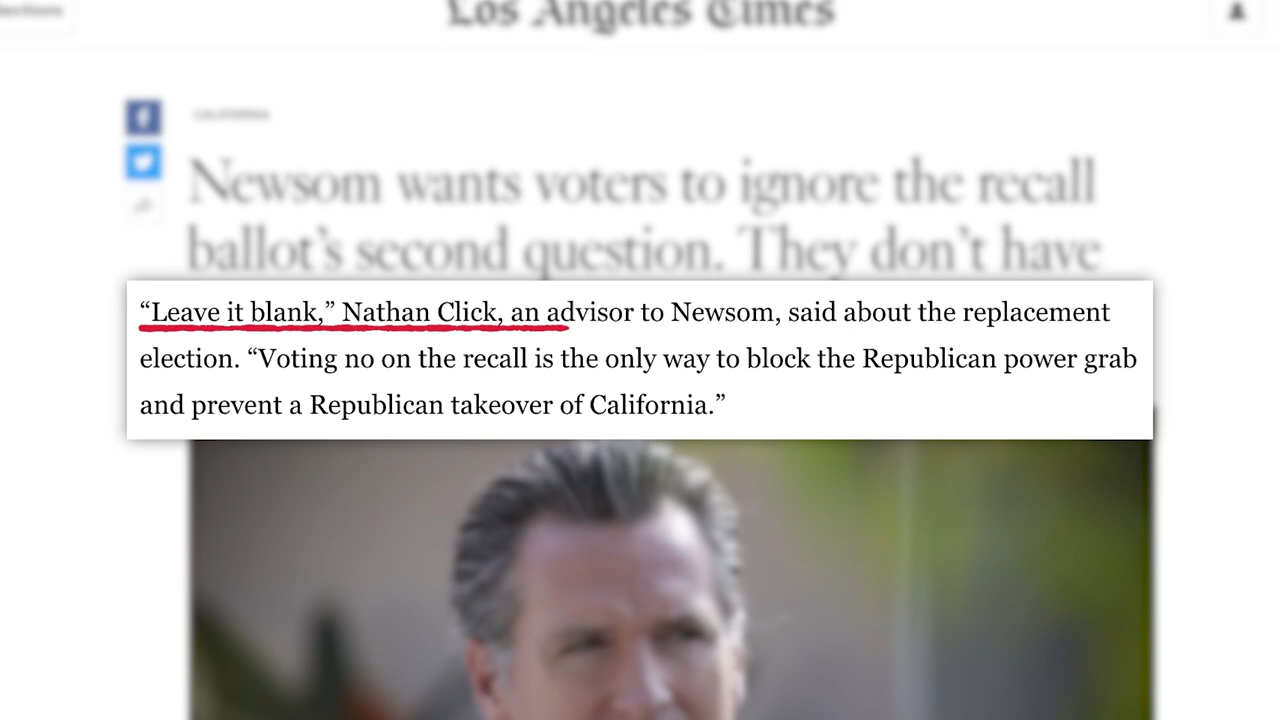 Los Angeles Times
CALIFORNIA
Newsom wants voters to ignore the recall
ballot’s second question. They don’t have
“Leave it blank,” Nathan Click, an advisor to Newsom, said about the replacement
election. “Voting no on the recall is the only way to block the Republican power grab
and prevent a Republican takeover of California.”